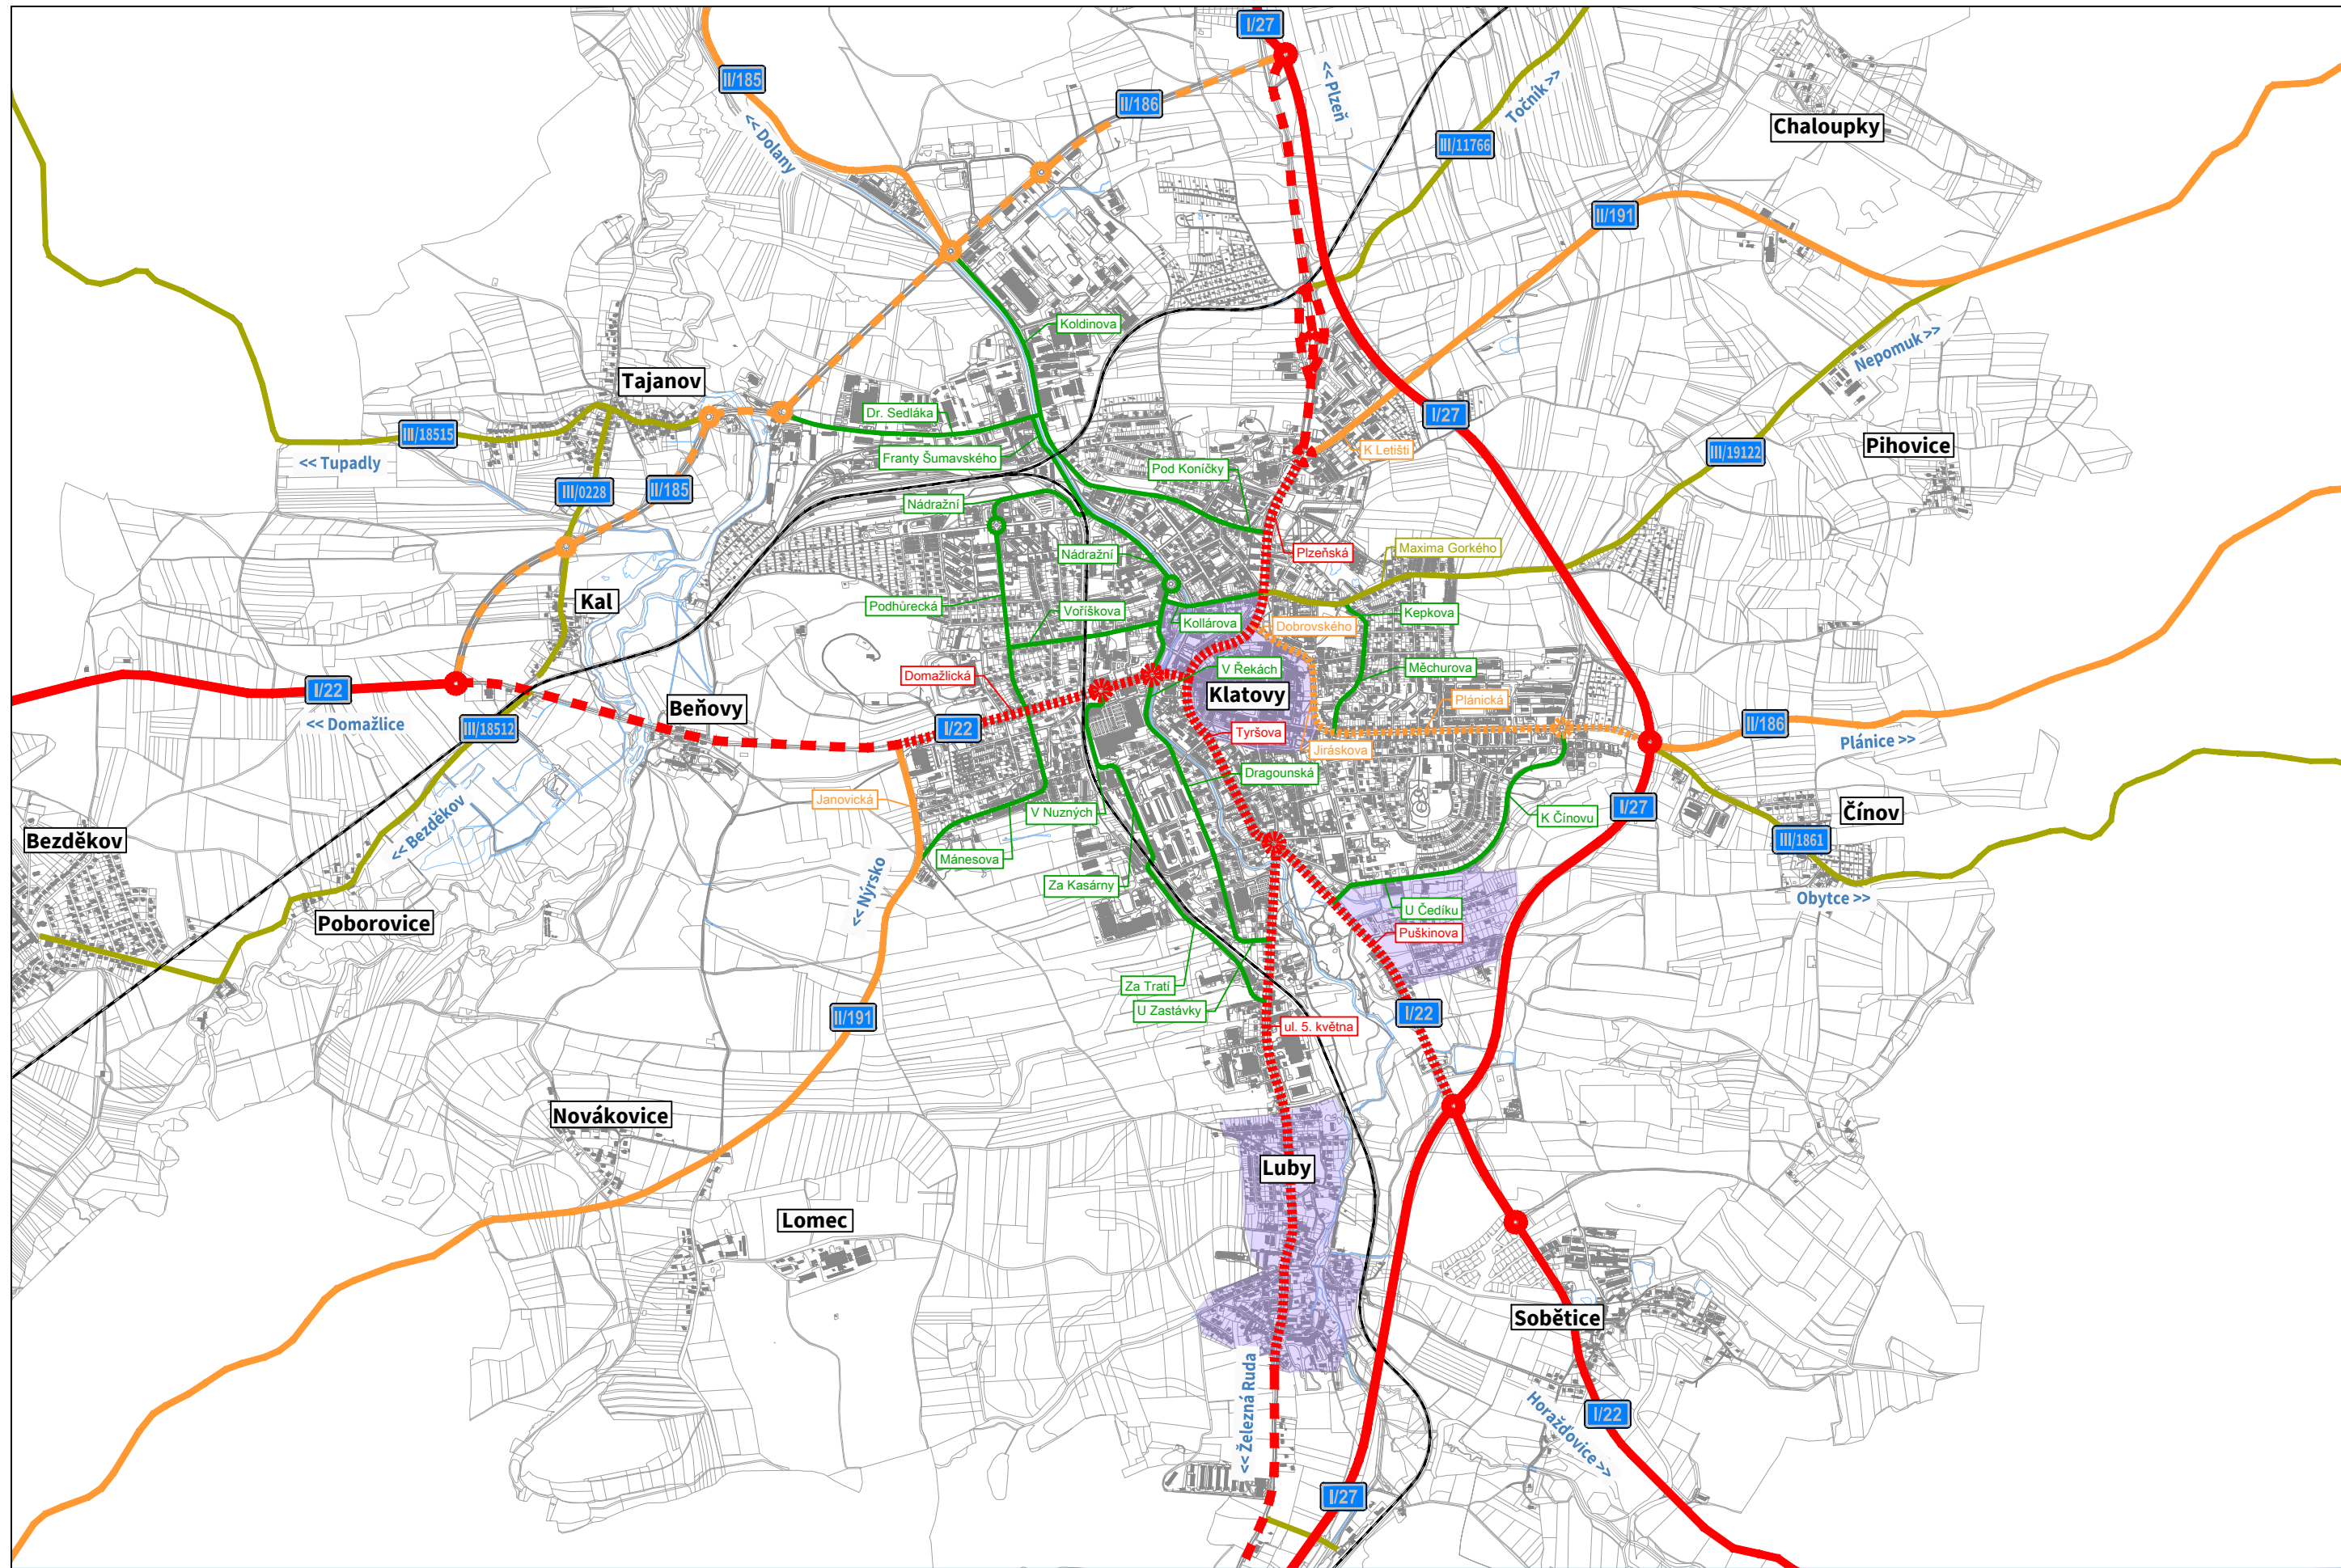 I/27
II/185
<< Plzeň
II/186
Točník >>
Chaloupky
<< Dolany
III/11766
II/191
Koldinova
Nepomuk >>
Tajanov
Dr. Sedláka
I/27
III/18515
Pihovice
K Letišti
III/19122
Franty Šumavského
<< Tupadly
Pod Koníčky
III/0228
II/185
Nádražní
Nádražní
Plzeňská
Maxima Gorkého
Kal
Podhůrecká
Voříškova
Kepkova
Kollárova
Dobrovského
V Řekách
Měchurova
Domažlická
I/22
Klatovy
Plánická
Beňovy
<< Domažlice
III/18512
I/22
Tyršova
II/186
Jiráskova
Plánice >>
Dragounská
Janovická
I/27
V Nuzných
Čínov
K Čínovu
<< Bezděkov
Bezděkov
III/1861
Mánesova
Za Kasárny
<< Nýrsko
Obytce >>
U Čedíku
Poborovice
Puškinova
Za Tratí
U Zastávky
II/191
I/22
ul. 5. května
Novákovice
Luby
Lomec
Sobětice
<< Železná Ruda
I/22
Horažďovice >>
I/27